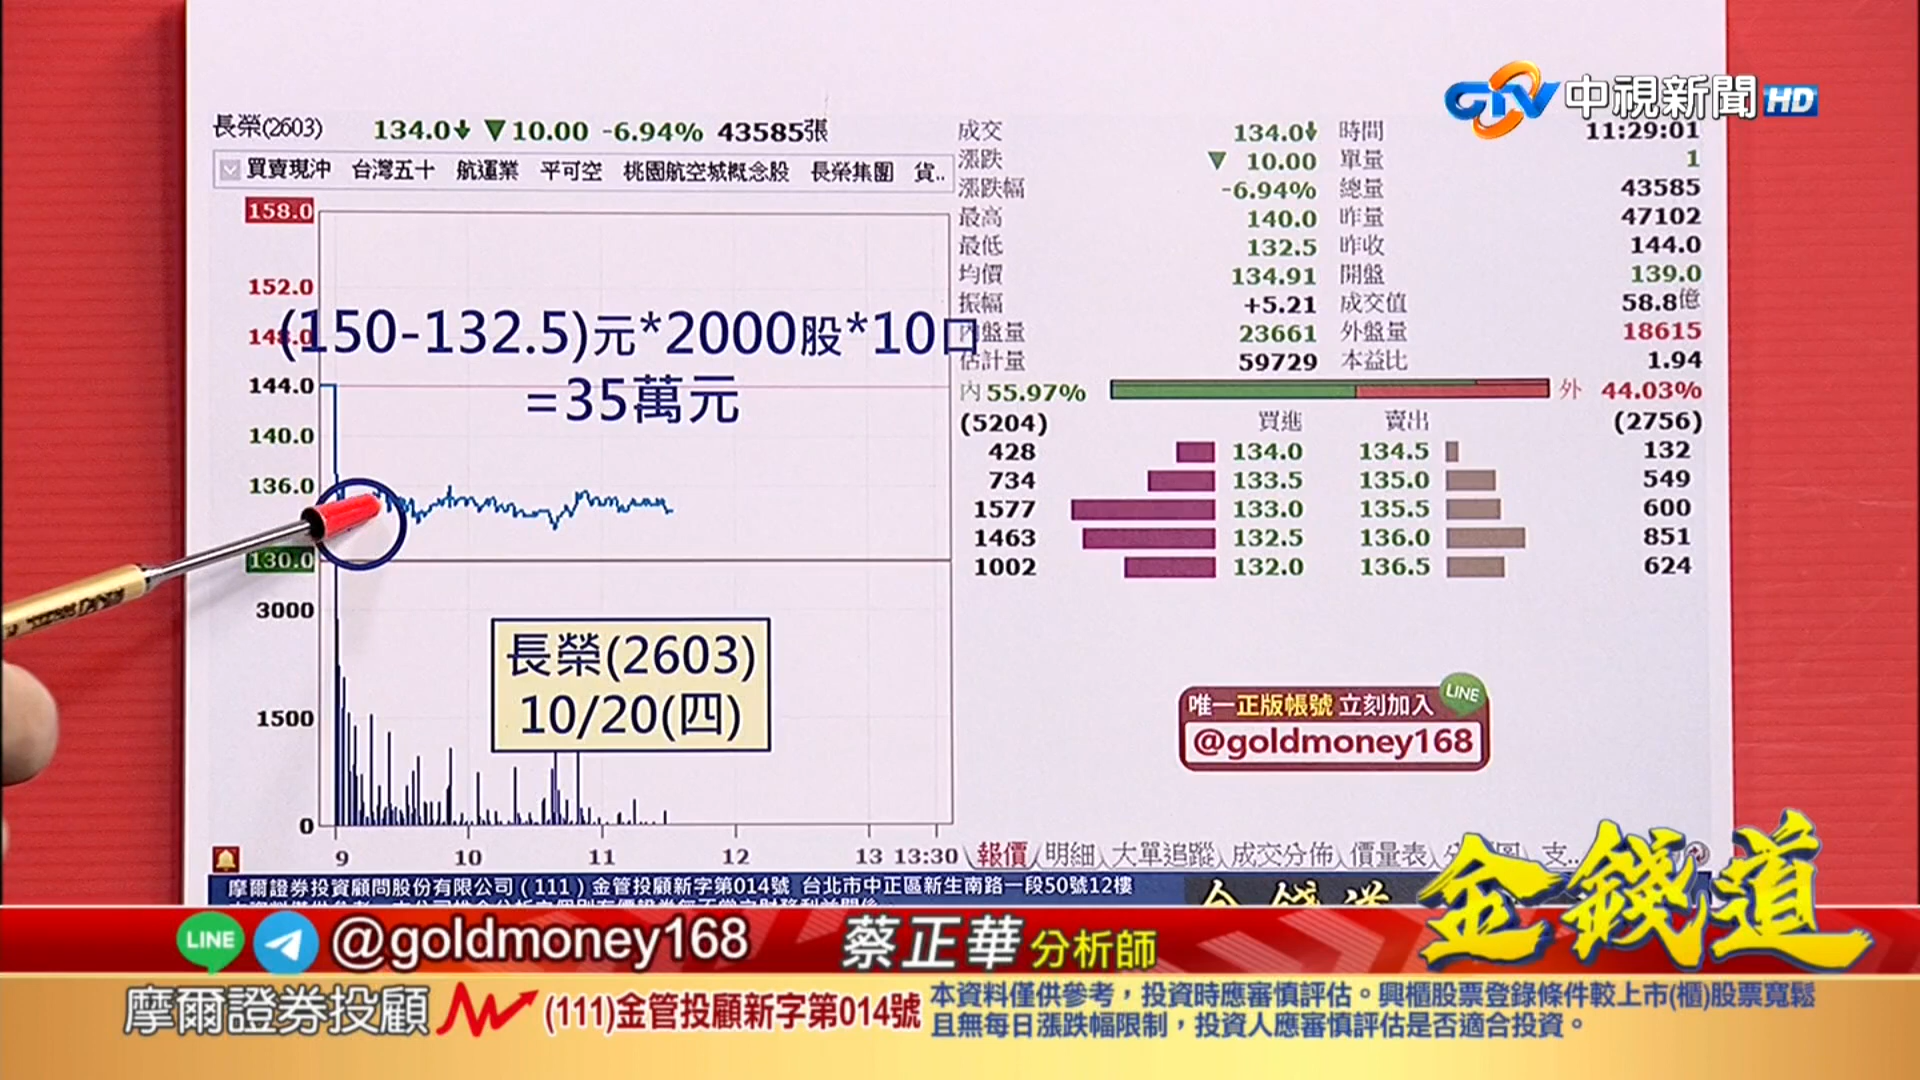 CTV 中視新聞 HD
長榮(2603) 134.0↓ ▼10.00 -6.94% 43585張
買賣現沖 台灣五十 航運業 平可空 桃園航空城概念股 長榮集團 貨..
158.0
152.0
148.0
144.0
140.0
136.0
130.0
3000
1500
0
9 10 11 12 13 13:30
(150-132.5)元*2000股*10口
=35萬元
長榮(2603)
10/20(四)
成交 134.0↓ 時間 11:29:01
漲跌 ▼ 10.00 單量 1
漲跌幅 -6.94% 總量 43585
最高 140.0 昨量 47102
最低 132.5 昨收 144.0
均價 134.91 開盤 139.0
振幅 +5.21 成交值 58.8億
內盤量 23661 外盤量 18615
估計量 59729 本益比 1.94
內 55.97% 外 44.03%
(5204) 買進 賣出 (2756)
428 134.0 134.5 132
734 133.5 135.0 549
1577 133.0 135.5 600
1463 132.5 136.0 851
1002 132.0 136.5 624
唯一正版帳號 立刻加入 LINE
@goldmoney168
報價 明細 大單追蹤 成交分佈 價量表
摩爾證券投資顧問股份有限公司(111)金管投顧新字第014號 台北市中正區新生南路一段50號12樓
金錢道
LINE @goldmoney168 蔡正華 分析師
摩爾證券投顧 (111)金管投顧新字第014號
本資料僅供參考，投資時應審慎評估。興櫃股票登錄條件較上市(櫃)股票寬鬆
且無每日漲跌幅限制，投資人應審慎評估是否適合投資。